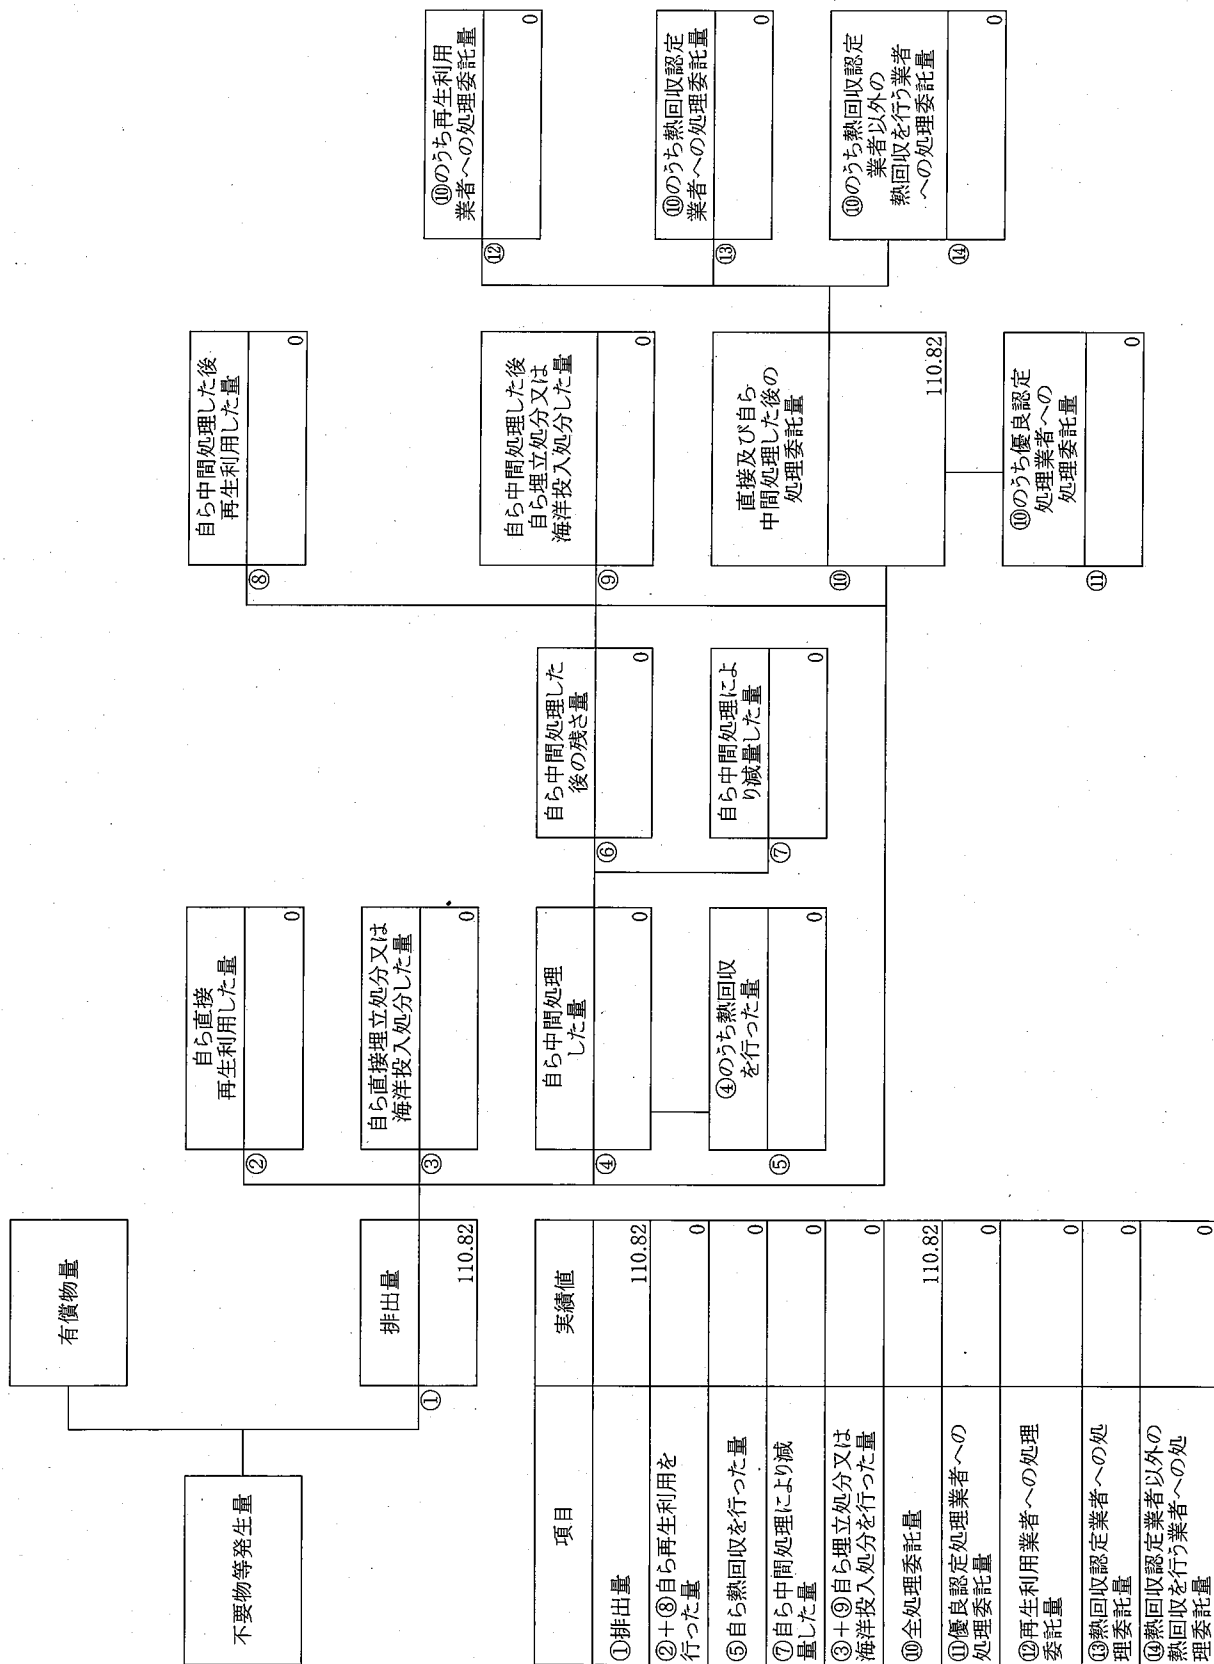 不要物等発生量
有償物量
排出量
①
110.82
自ら直接
再生利用した量
②
0
自ら直接埋立処分又は
海洋投入処分した量
③
0
自ら中間処理
した量
④
0
④のうち熱回収
を行った量
⑤
0
自ら中間処理した
後の残さ量
⑥
0
自ら中間処理によ
り減量した量
⑦
0
自ら中間処理した後
再生利用した量
⑧
0
自ら中間処理した後
自ら埋立処分又は
海洋投入処分した量
⑨
0
直接及び自ら
中間処理した後の
処理委託量
⑩
110.82
⑩のうち優良認定
処理業者への
処理委託量
⑪
0
⑩のうち再生利用
業者への処理委託量
⑫
0
⑩のうち熱回収認定
業者への処理委託量
⑬
0
⑩のうち熱回収認定
業者以外の
熱回収を行う業者
への処理委託量
⑭
0
項目 実績値
①排出量 110.82
②+⑧自ら再生利用を
行った量 0
⑤自ら熱回収を行った量 0
⑦自ら中間処理により減
量した量 0
③+⑨自ら埋立処分又は
海洋投入処分を行った量 0
⑩全処理委託量 110.82
⑪優良認定処理業者への
処理委託量 0
⑫再生利用業者への処理
委託量 0
⑬熱回収認定業者への処
理委託量 0
⑭熱回収認定業者以外の
熱回収を行う業者への処
理委託量 0